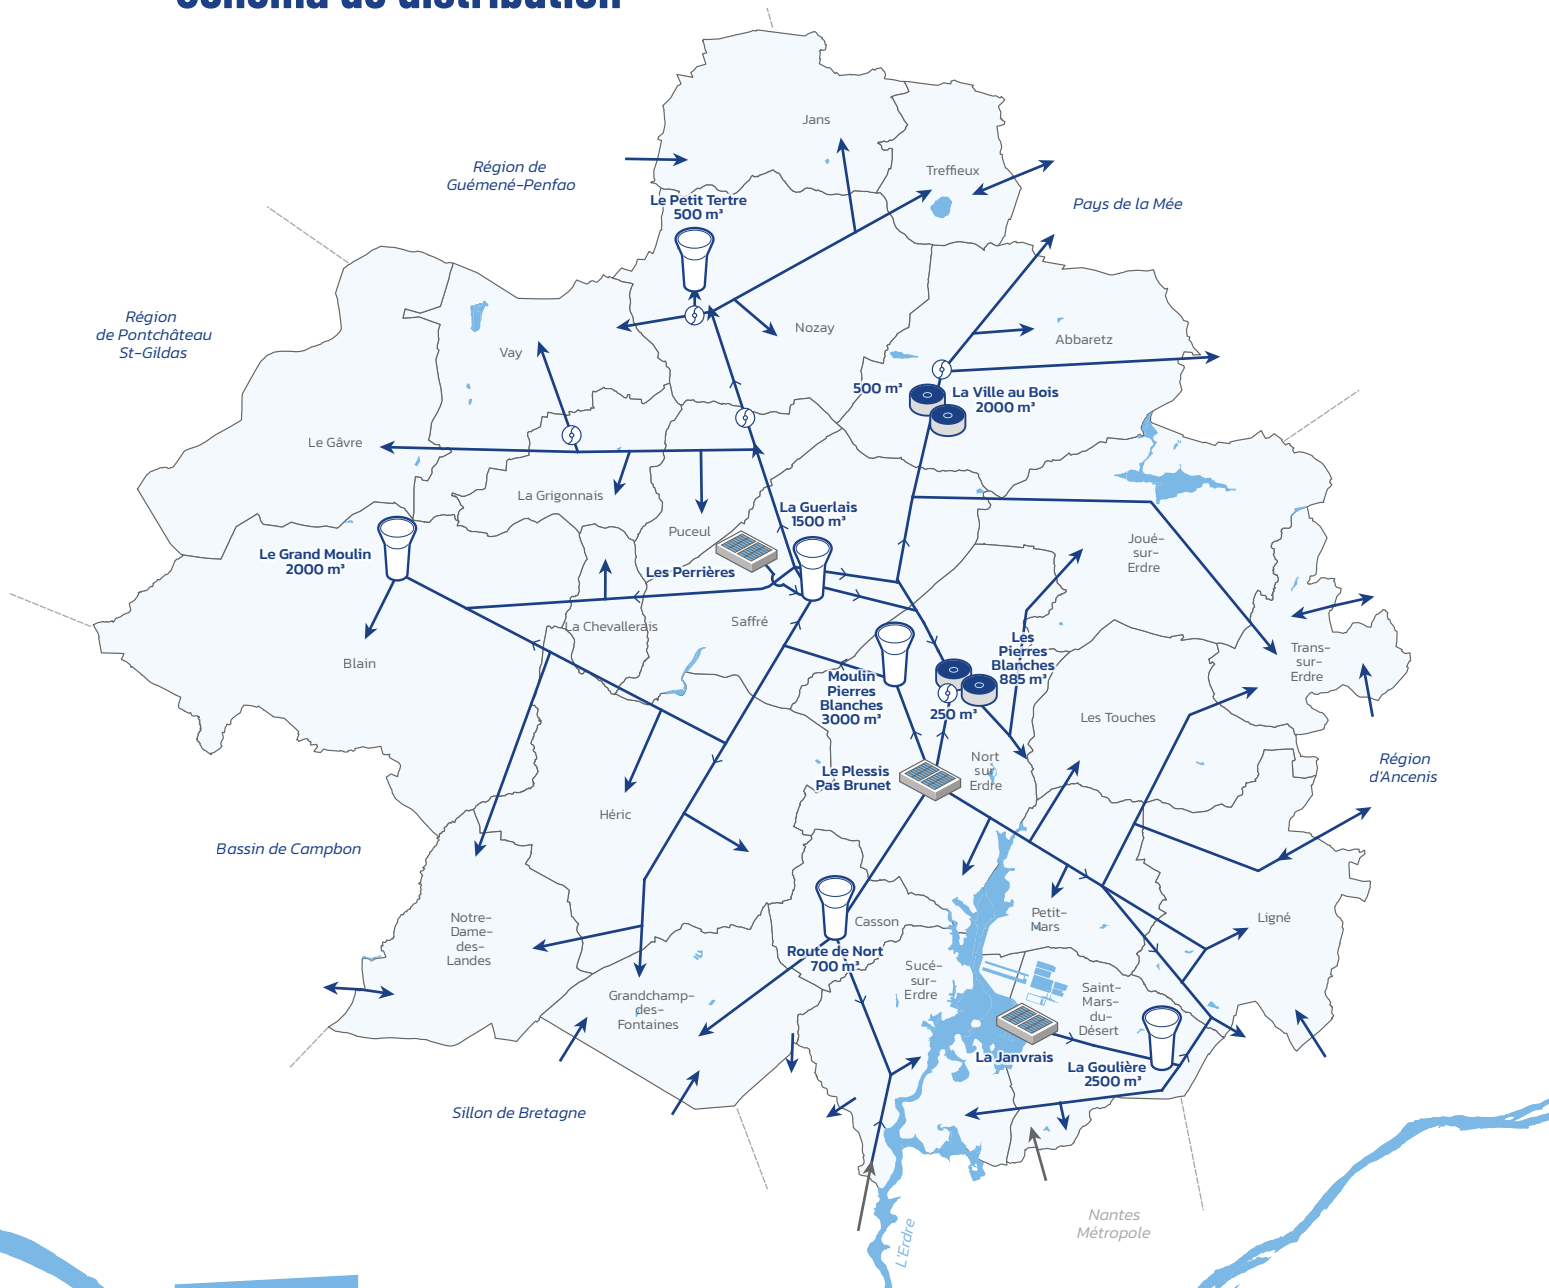 schéma de distribution
Jans
Région de
Guémené-Penfao
Treffieux
Le Petit Tertre
500 m³
Pays de la Mée
Région
de Pontchâteau
St-Gildas
Vay
Nozay
Abbaretz
500 m³
La Ville au Bois
2000 m³
Le Gâvre
La Grigonnais
La Guerlais
1500 m³
Puceul
Le Grand Moulin
2000 m³
Les Perrières
Joué-
sur-
Erdre
La Chevallerais
Saffré
Blain
Les
Pierres
Blanches
885 m³
Trans-
sur-
Erdre
Moulin
Pierres
Blanches
3000 m³
250 m³
Les Touches
Nort
sur
Erdre
Le Plessis
Pas Brunet
Région
d'Ancenis
Héric
Bassin de Campbon
Notre-
Dame-
des-
Landes
Casson
Petit-
Mars
Ligné
Route de Nort
700 m³
Sucé-
sur-
Erdre
Grandchamp-
des-
Fontaines
Saint-
Mars-
du-
Désert
La Janvrais
La Goulière
2500 m³
Sillon de Bretagne
Nantes
Métropole
L'Erdre